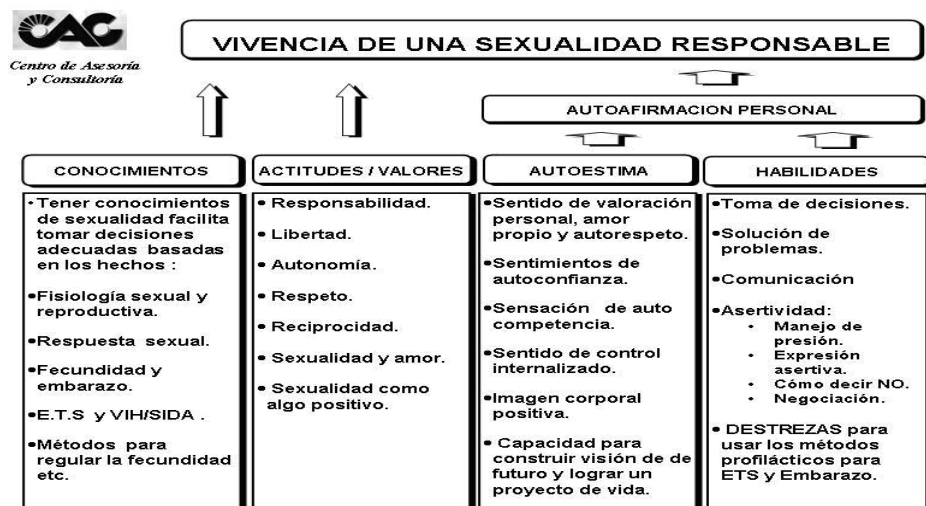 CAC
Centro de Asesoría
y Consultoría
VIVENCIA DE UNA SEXUALIDAD RESPONSABLE
AUTOAFIRMACION PERSONAL
CONOCIMIENTOS
• Tener conocimientos
de sexualidad facilita
tomar decisiones
adecuadas basadas
en los hechos :
•Fisiología sexual y
reproductiva.
•Respuesta sexual.
•Fecundidad y
embarazo.
•E.T.S y VIH/SIDA .
•Métodos para
regular la fecundidad
etc.
ACTITUDES / VALORES
• Responsabilidad.
• Libertad.
• Autonomía.
• Respeto.
• Reciprocidad.
• Sexualidad y amor.
• Sexualidad como
algo positivo.
AUTOESTIMA
•Sentido de valoración
personal, amor
propio y autorespeto.
•Sentimientos de
autoconfianza.
•Sensación de auto
competencia.
•Sentido de control
internalizado.
•Imagen corporal
positiva.
• Capacidad para
construir visión de de
futuro y lograr un
proyecto de vida.
HABILIDADES
•Toma de decisiones.
•Solución de
problemas.
•Comunicación
•Asertividad:
• Manejo de
presión.
• Expresión
asertiva.
• Cómo decir NO.
• Negociación.
• DESTREZAS para
usar los métodos
profilácticos para
ETS y Embarazo.